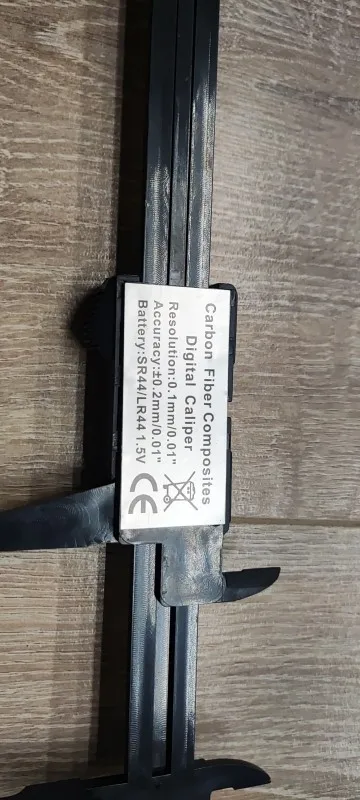 Carbon Fiber Composites
Digital Caliper
Resolution:0.1mm/0.01"
Accuracy:±0.2mm/0.01"
Battery:SR44/LR44 1.5V
CE